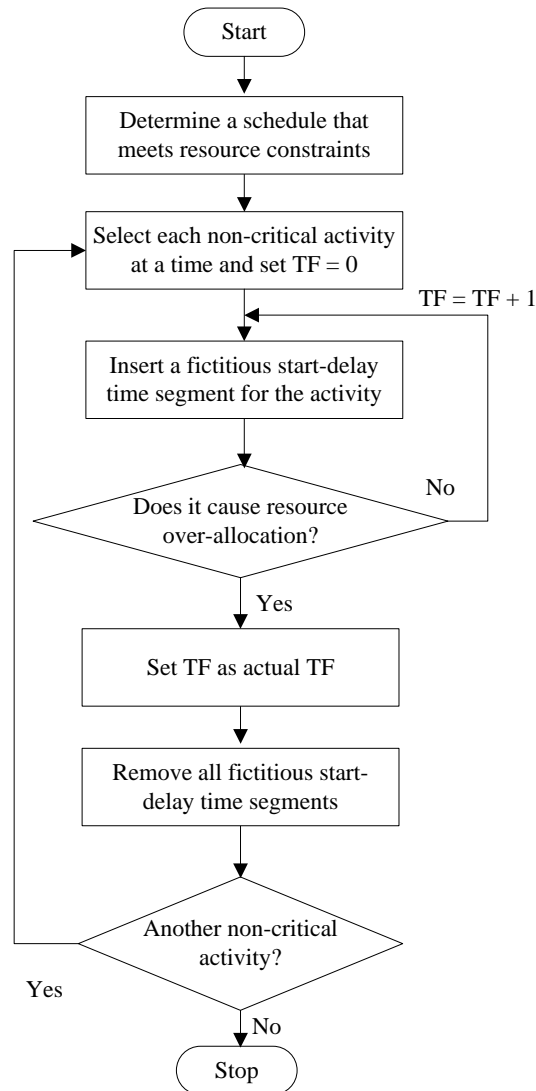 Start
Determine a schedule that
meets resource constraints
Select each non-critical activity
at a time and set TF = 0
TF = TF + 1
Insert a fictitious start-delay
time segment for the activity
No
Does it cause resource
over-allocation?
Yes
Set TF as actual TF
Remove all fictitious start-
delay time segments
Another non-critical
activity?
Yes
No
Stop